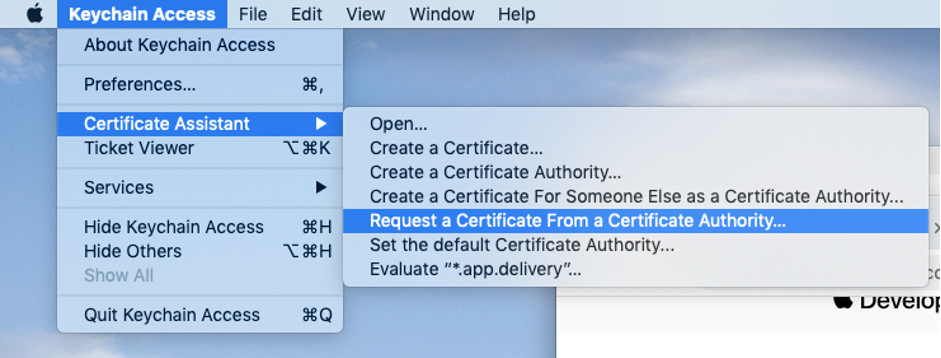 Keychain Access File Edit View Window Help
About Keychain Access
Preferences... ⌘,
Certificate Assistant ▶
Ticket Viewer ⌥⌘K
Services ▶
Hide Keychain Access ⌘H
Hide Others ⌥⌘H
Show All
Quit Keychain Access ⌘Q
Open...
Create a Certificate...
Create a Certificate Authority...
Create a Certificate For Someone Else as a Certificate Authority...
Request a Certificate From a Certificate Authority...
Set the default Certificate Authority...
Evaluate “*.app.delivery”...
Develop